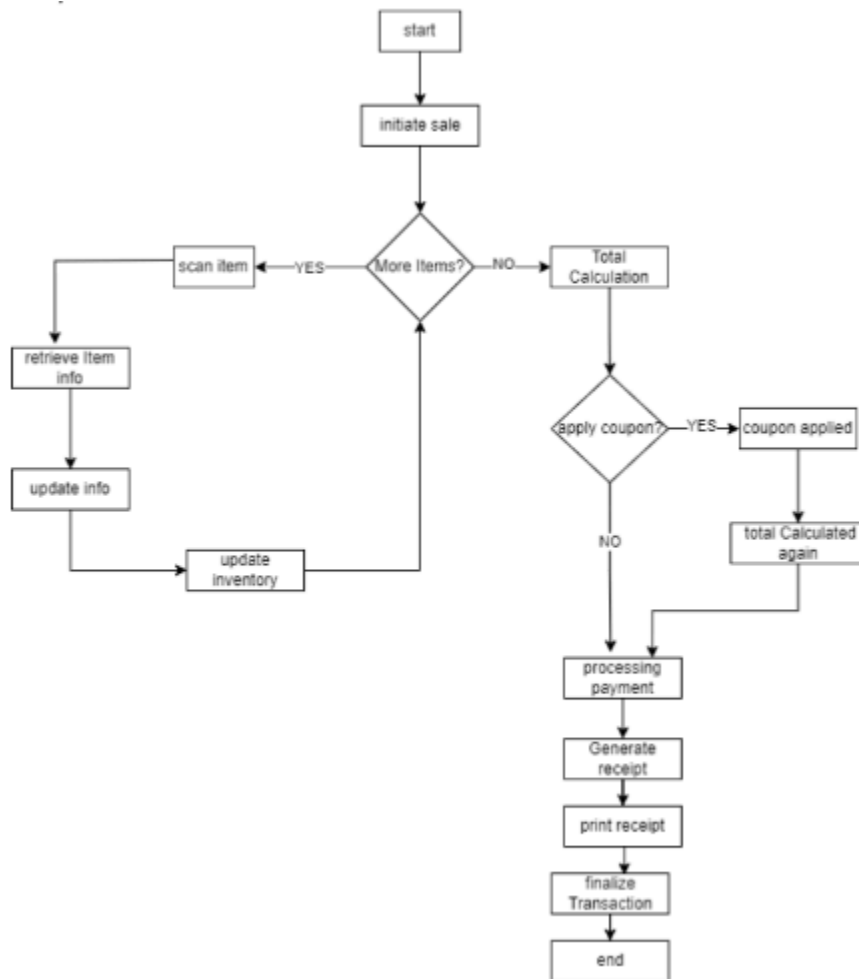 start
initiate sale
More Items?
YES
scan item
NO
Total
Calculation
retrieve Item
info
update info
update
inventory
apply coupon?
YES
coupon applied
NO
total Calculated
again
processing
payment
Generate
receipt
print receipt
finalize
Transaction
end